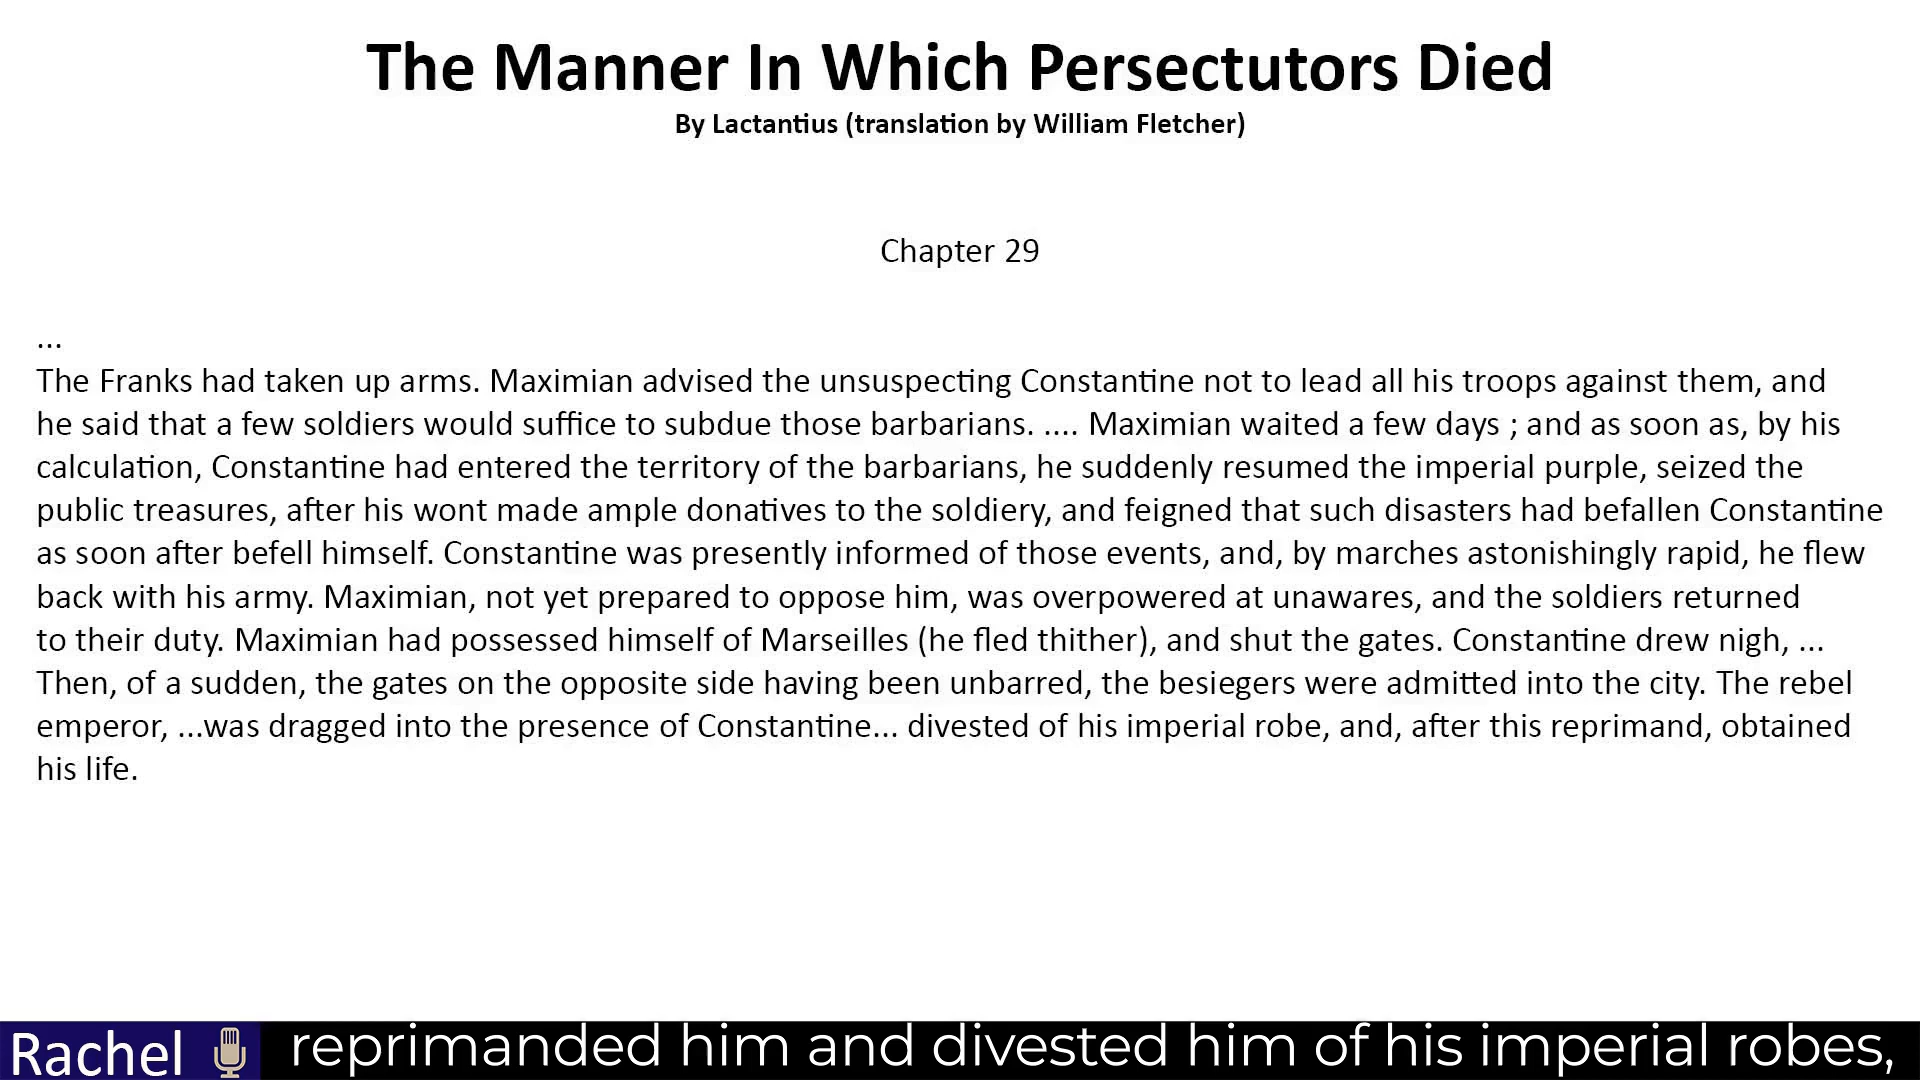 The Manner In Which Persectutors Died
By Lactantius (translation by William Fletcher)
Chapter 29
...
The Franks had taken up arms. Maximian advised the unsuspecting Constantine not to lead all his troops against them, and
he said that a few soldiers would suffice to subdue those barbarians. .... Maximian waited a few days ; and as soon as, by his
calculation, Constantine had entered the territory of the barbarians, he suddenly resumed the imperial purple, seized the
public treasures, after his wont made ample donatives to the soldiery, and feigned that such disasters had befallen Constantine
as soon after befell himself. Constantine was presently informed of those events, and, by marches astonishingly rapid, he flew
back with his army. Maximian, not yet prepared to oppose him, was overpowered at unawares, and the soldiers returned
to their duty. Maximian had possessed himself of Marseilles (he fled thither), and shut the gates. Constantine drew nigh, ...
Then, of a sudden, the gates on the opposite side having been unbarred, the besiegers were admitted into the city. The rebel
emperor, ...was dragged into the presence of Constantine... divested of his imperial robe, and, after this reprimand, obtained
his life.
Rachel reprimanded him and divested him of his imperial robes,